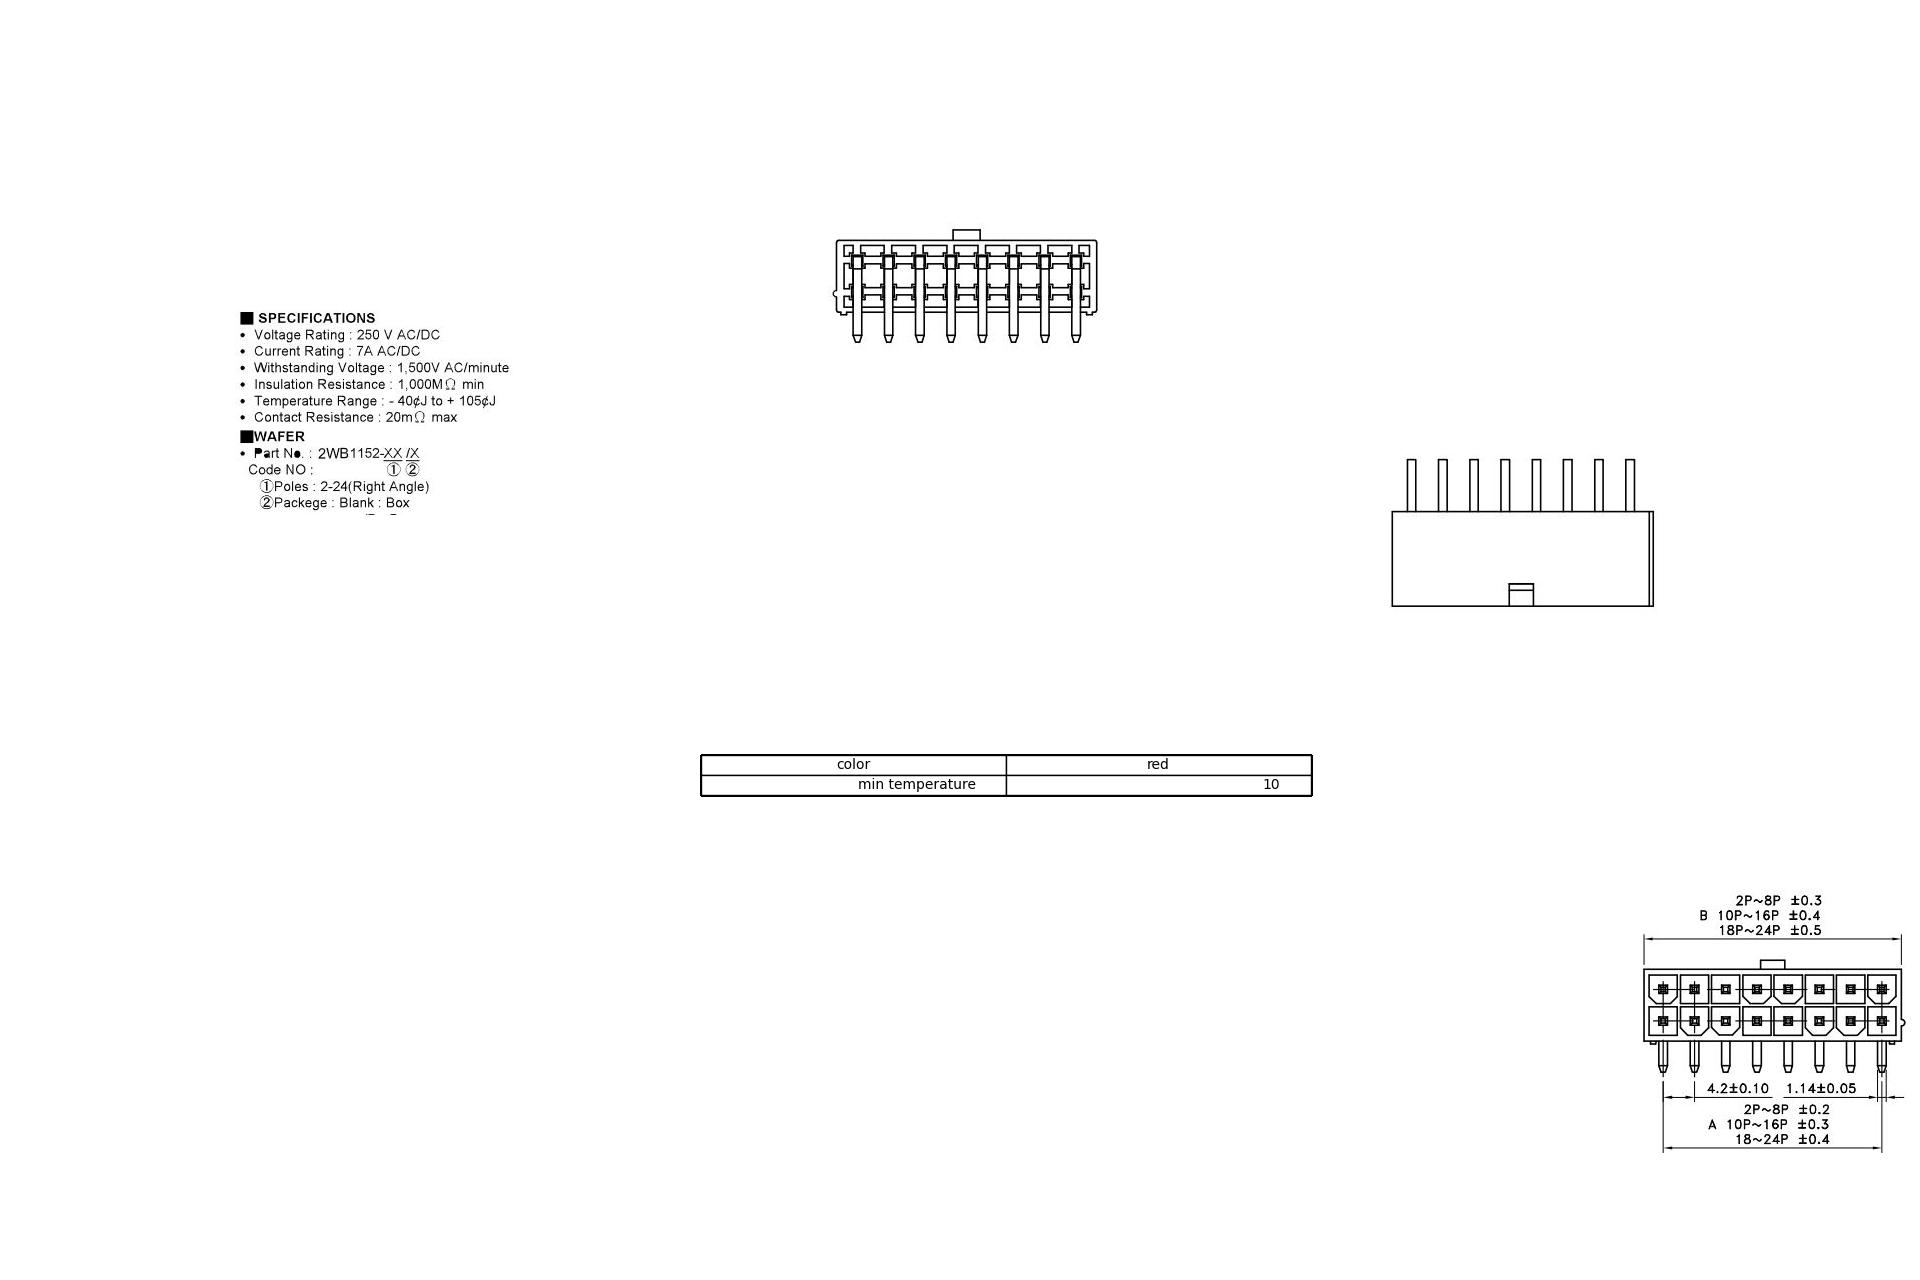 ■ SPECIFICATIONS
• Voltage Rating : 250 V AC/DC
• Current Rating : 7A AC/DC
• Withstanding Voltage : 1,500V AC/minute
• Insulation Resistance : 1,000MΩ min
• Temperature Range : - 40¢J to + 105¢J
• Contact Resistance : 20mΩ max
■WAFER
• Part No. : 2WB1152-XX /X
Code NO : ① ②
①Poles : 2-24(Right Angle)
②Packege : Blank : Box
color red
min temperature 10
2P~8P ±0.3
B 10P~16P ±0.4
18P~24P ±0.5
4.2±0.10 1.14±0.05
2P~8P ±0.2
A 10P~16P ±0.3
18~24P ±0.4